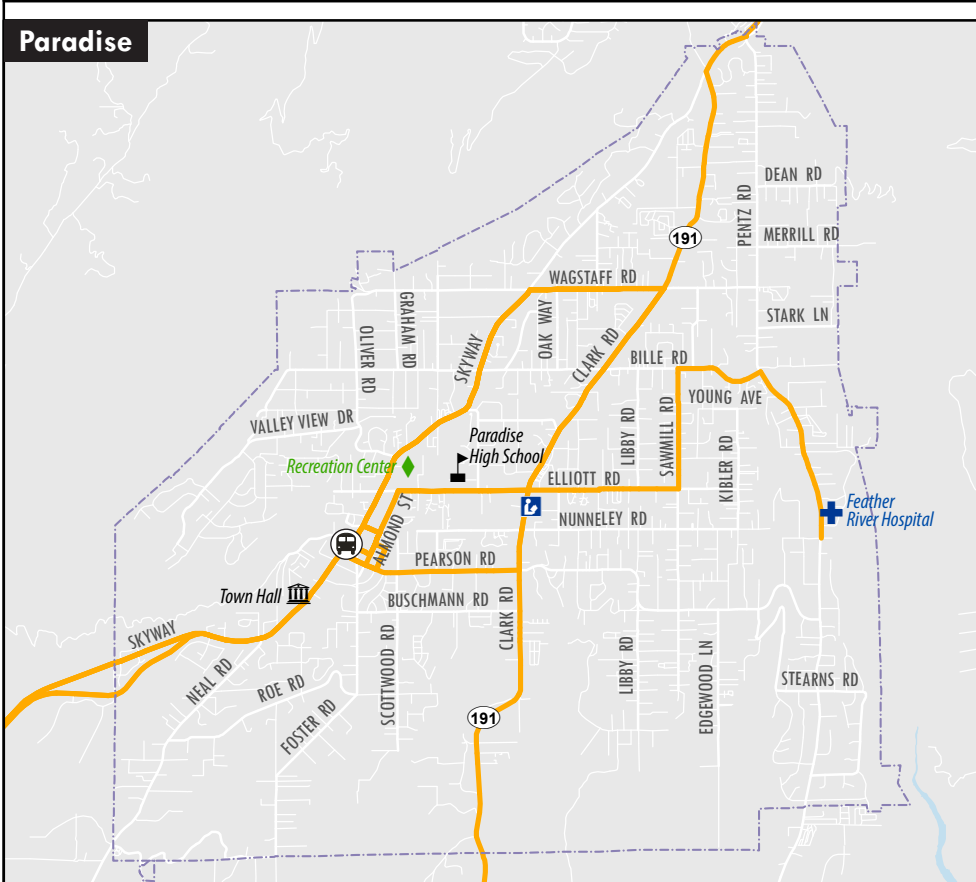 Paradise
DEAN RD
PENTZ RD
MERRILL RD
191
WAGSTAFF RD
STARK LN
GRAHAM RD
OLIVER RD
OAK WAY
SKYWAY
CLARK RD
BILLE RD
YOUNG AVE
VALLEY VIEW DR
LIBBY RD
SAWMILL RD
KIBLER RD
Paradise
High School
Recreation Center
ELLIOTT RD
ALMOND ST
NUNNELEY RD
Feather
River Hospital
PEARSON RD
Town Hall
BUSCHMANN RD
CLARK RD
SKYWAY
NEAL RD
ROE RD
FOSTER RD
SCOTTWOOD RD
LIBBY RD
EDGEWOOD LN
STEARNS RD
191